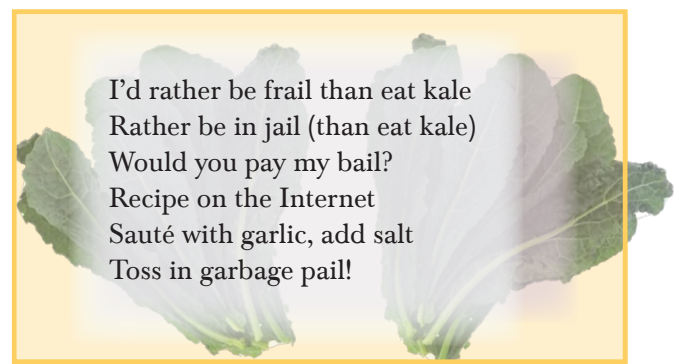 I’d rather be frail than eat kale
Rather be in jail (than eat kale)
Would you pay my bail?
Recipe on the Internet
Sauté with garlic, add salt
Toss in garbage pail!